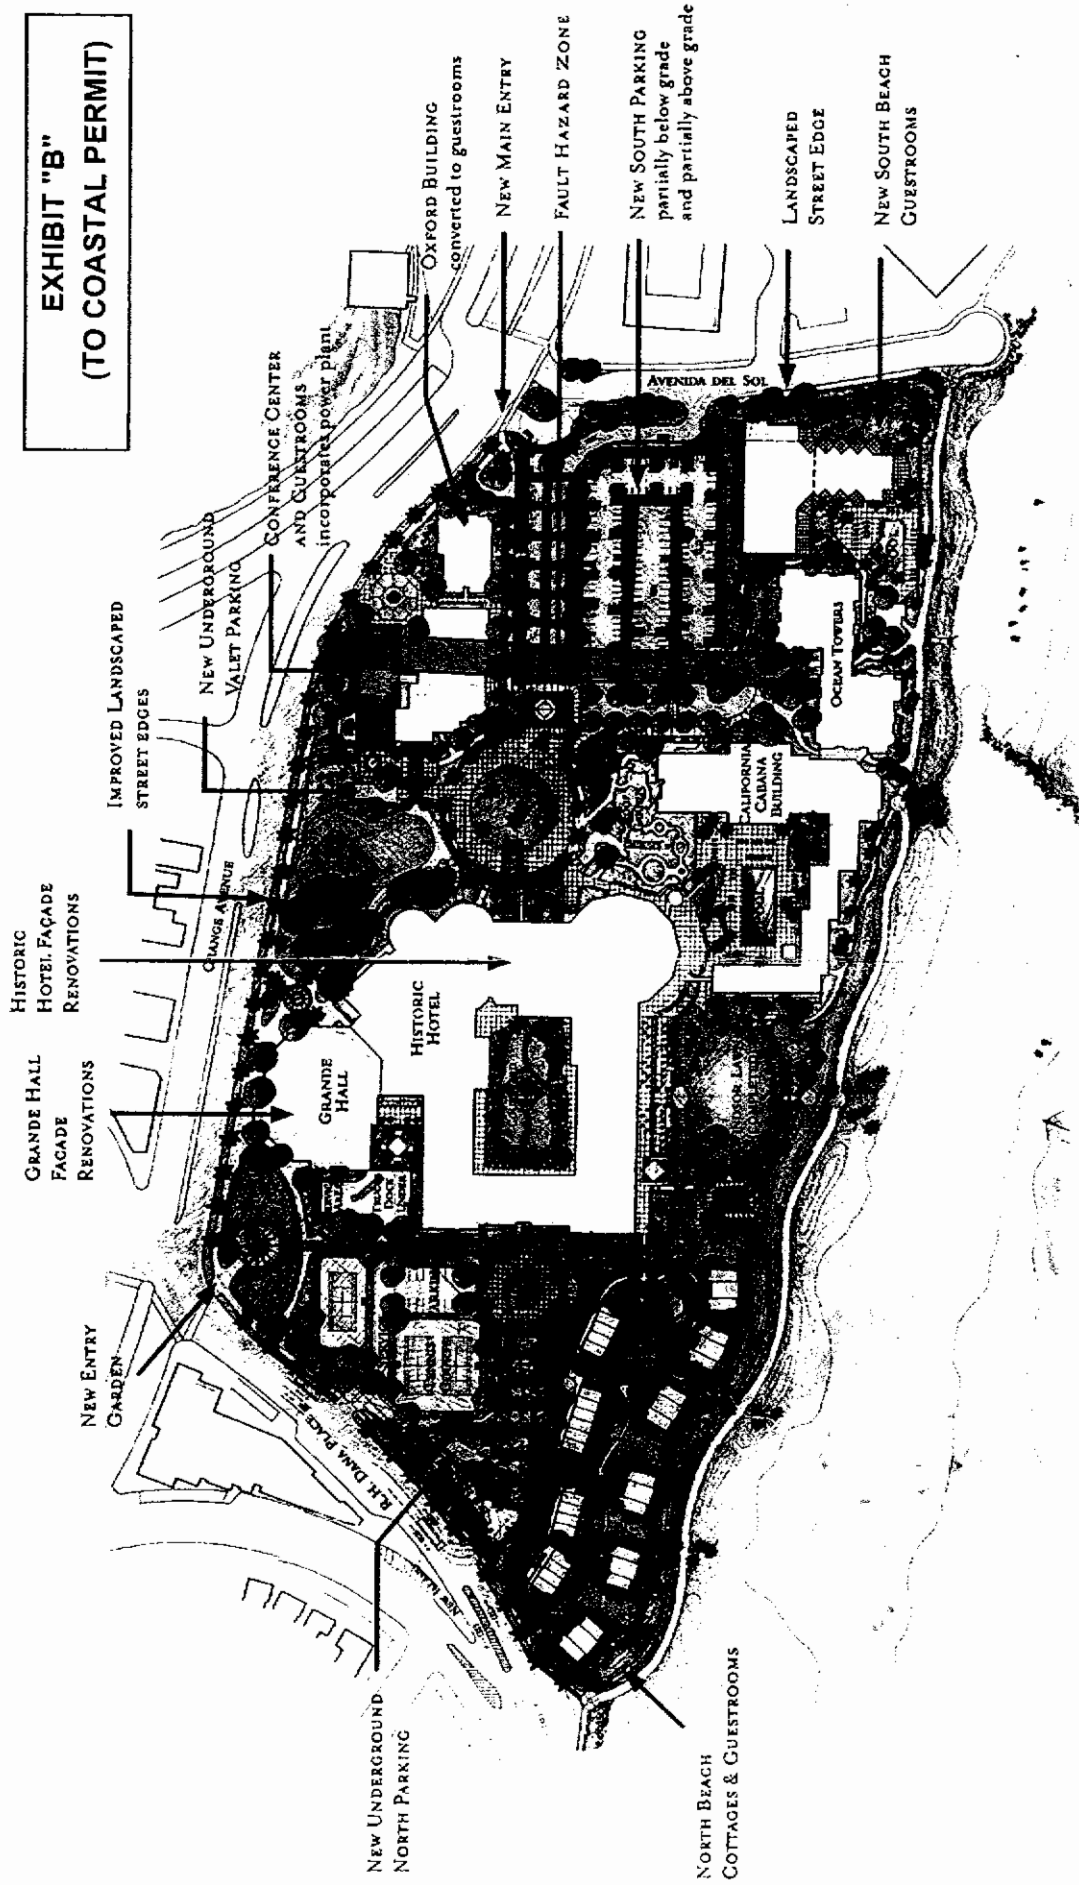 EXHIBIT "B"
(TO COASTAL PERMIT)
GRANDE HALL
FACADE
RENOVATIONS
HISTORIC
HOTEL FAÇADE
RENOVATIONS
IMPROVED LANDSCAPED
STREET EDGES
NEW UNDERGROUND
VALET PARKING
CONFERENCE CENTER
AND GUESTROOMS
incorporates power plant
OXFORD BUILDING
converted to guestrooms
NEW MAIN ENTRY
FAULT HAZARD ZONE
NEW SOUTH PARKING
partially below grade
and partially above grade
LANDSCAPED
STREET EDGE
NEW SOUTH BEACH
GUESTROOMS
NEW ENTRY
GARDEN
NEW UNDERGROUND
NORTH PARKING
NORTH BEACH
COTTAGES & GUESTROOMS
ORANGE AVENUE
AVENIDA DEL SOL
R.H. DANA PLACE
GRANDE
HALL
HISTORIC
HOTEL
CALIFORNIA
CABANA
BUILDING
OCEAN TOWERS
POOL
DOCK